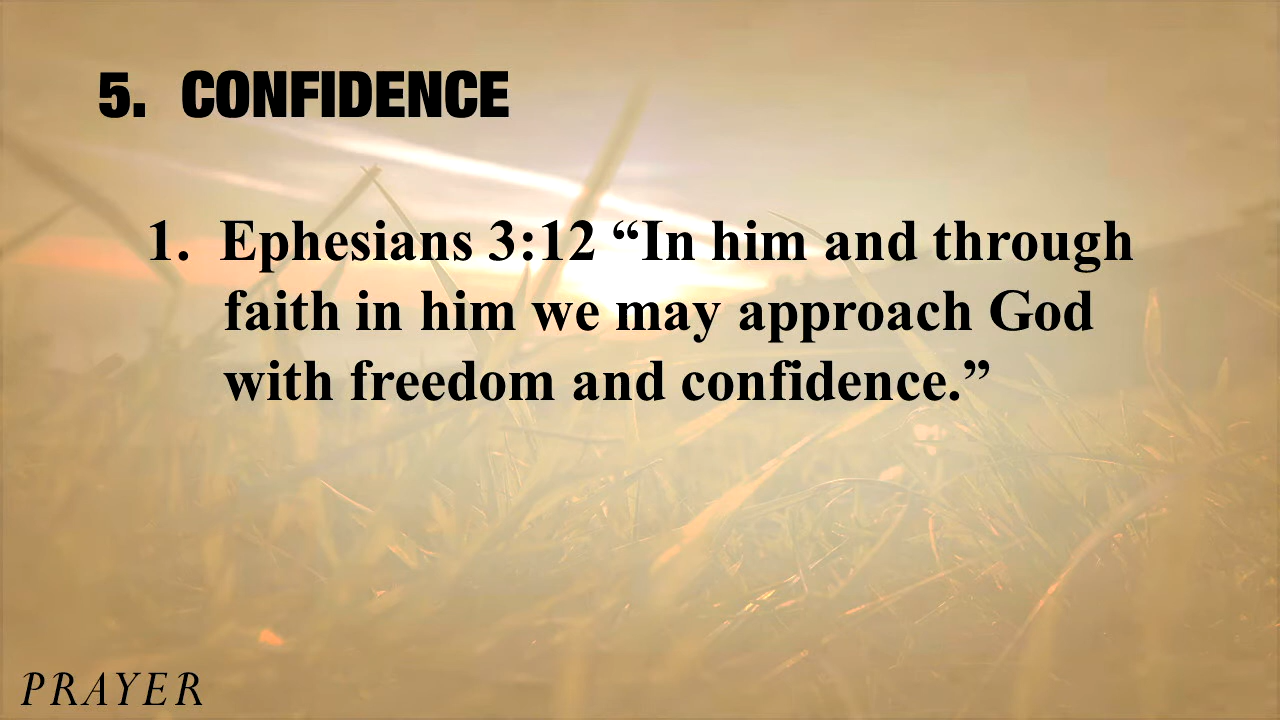 5. CONFIDENCE
1. Ephesians 3:12 “In him and through
faith in him we may approach God
with freedom and confidence.”
PRAYER